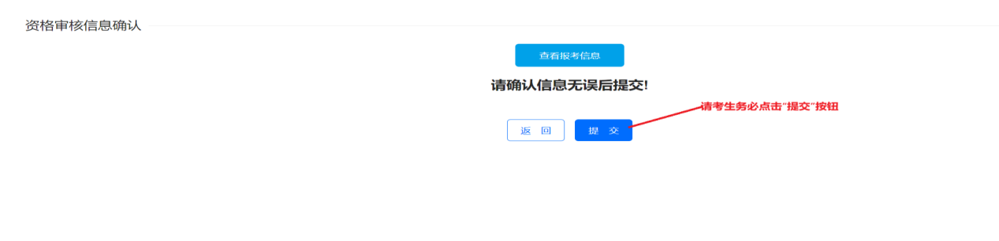 资格审核信息确认
查看报考信息
请确认信息无误后提交!
请考生务必点击“提交”按钮
返 回
提 交